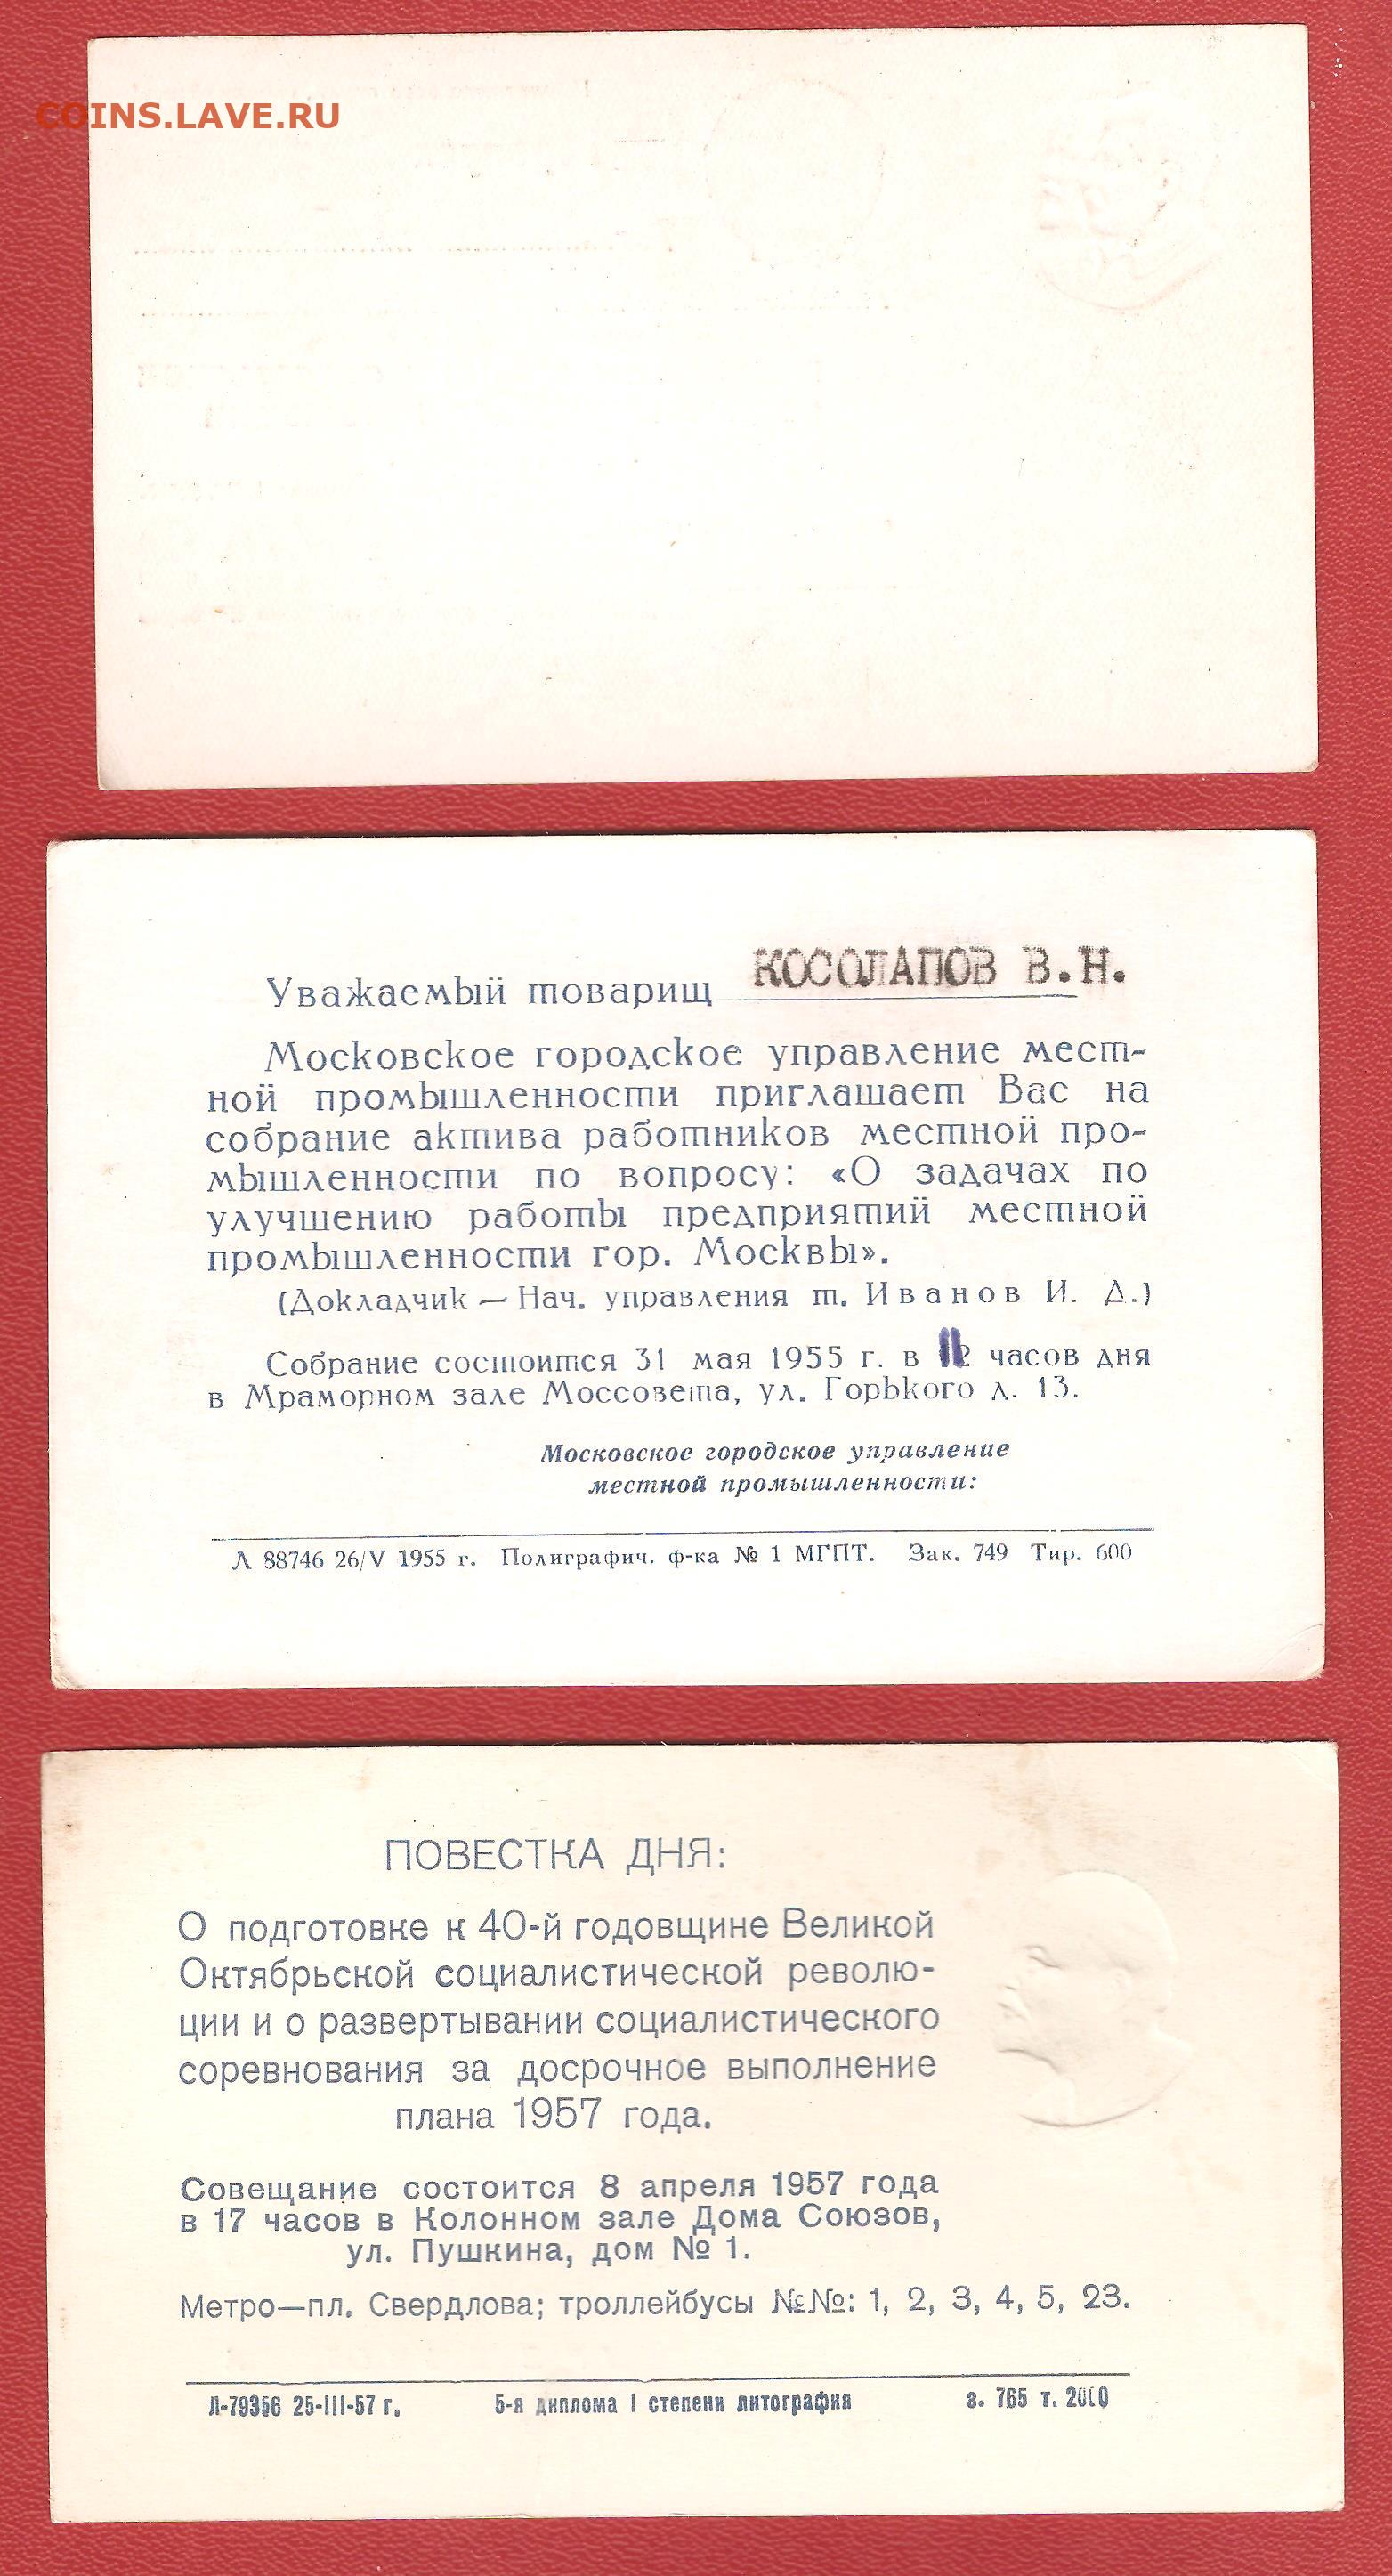 COINS.LAVE.RU
Уважаемый товарищ КОСОЛАПОВ В.Н.
Московское городское управление мест-
ной промышленности приглашает Вас на
собрание актива работников местной про-
мышленности по вопросу: «О задачах по
улучшению работы предприятий местной
промышленности гор. Москвы».
(Докладчик — Нач. управления т. Иванов И. Д.)
Собрание состоится 31 мая 1955 г. в часов дня
в Мраморном зале Моссовета, ул. Горького д. 13.
Московское городское управление
местной промышленности:
Л 88746 26/V 1955 г. Полиграфич. ф-ка № 1 МГПТ. Зак. 749 Тир. 600
ПОВЕСТКА ДНЯ:
О подготовке к 40-й годовщине Великой
Октябрьской социалистической револю-
ции и о развертывании социалистического
соревнования за досрочное выполнение
плана 1957 года.
Совещание состоится 8 апреля 1957 года
в 17 часов в Колонном зале Дома Союзов,
ул. Пушкина, дом № 1.
Метро—пл. Свердлова; троллейбусы №№: 1, 2, 3, 4, 5, 23.
Л-79356 25-III-57 г. 5-я диплома I степени литография з. 765 т. 2000